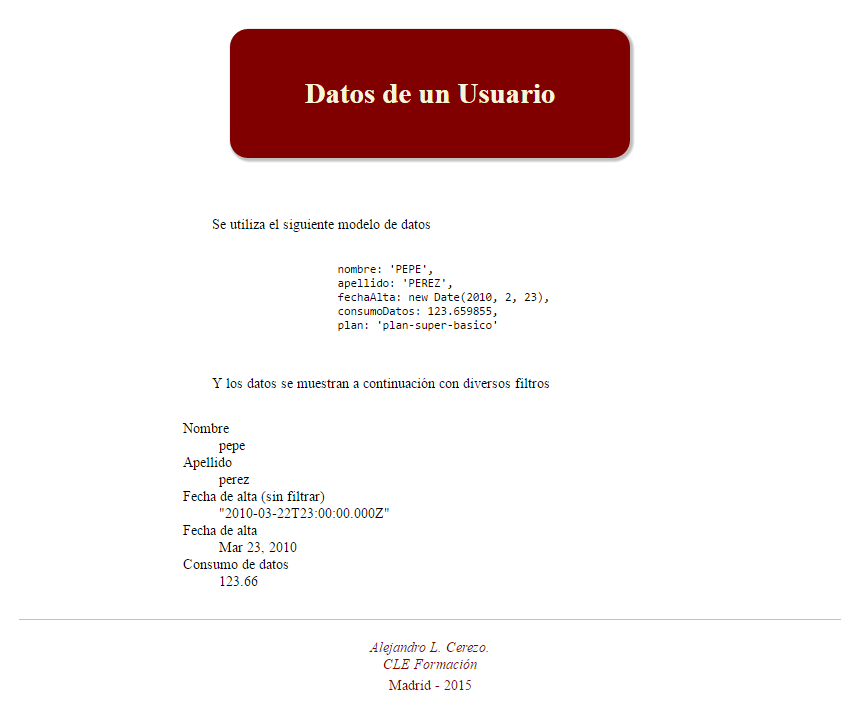 Datos de un Usuario
Se utiliza el siguiente modelo de datos
nombre: 'PEPE',
apellido: 'PEREZ',
fechaAlta: new Date(2010, 2, 23),
consumoDatos: 123.659855,
plan: 'plan-super-basico'
Y los datos se muestran a continuación con diversos filtros
Nombre
pepe
Apellido
perez
Fecha de alta (sin filtrar)
"2010-03-22T23:00:00.000Z"
Fecha de alta
Mar 23, 2010
Consumo de datos
123.66
Alejandro L. Cerezo.
CLE Formación
Madrid - 2015